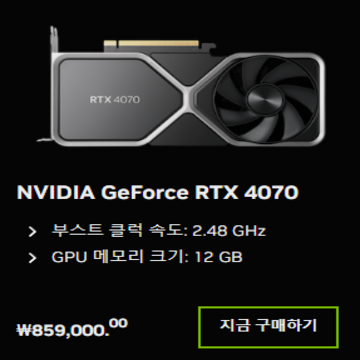 RTX 4070
NVIDIA GeForce RTX 4070
부스트 클럭 속도: 2.48 GHz
GPU 메모리 크기: 12 GB
₩859,000.00
지금 구매하기